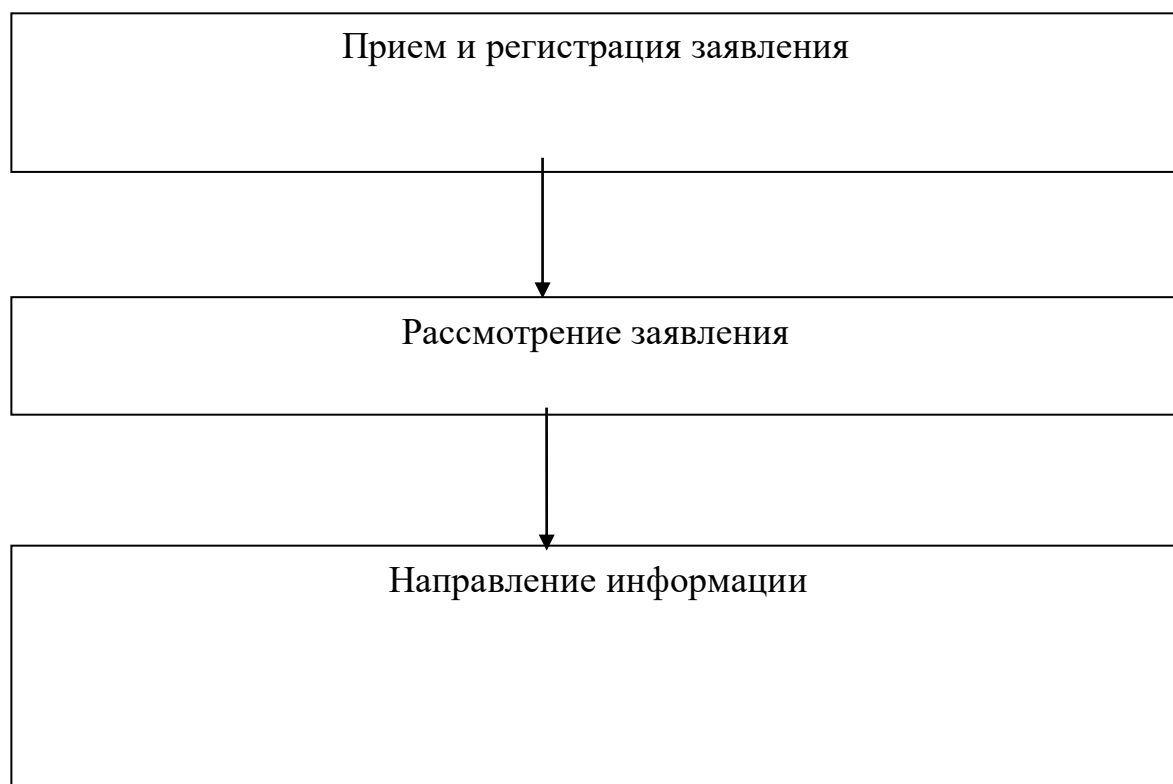 Прием и регистрация заявления
Рассмотрение заявления
Направление информации